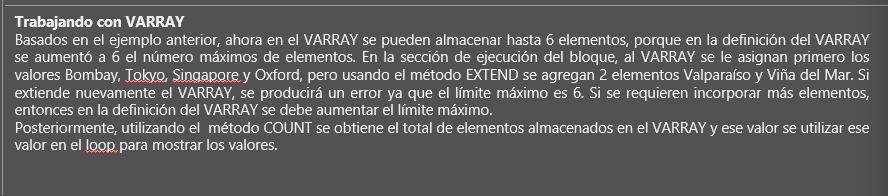 Trabajando con VARRAY
Basados en el ejemplo anterior, ahora en el VARRAY se pueden almacenar hasta 6 elementos, porque en la definición del VARRAY
se aumentó a 6 el número máximos de elementos. En la sección de ejecución del bloque, al VARRAY se le asignan primero los
valores Bombay, Tokyo, Singapore y Oxford, pero usando el método EXTEND se agregan 2 elementos Valparaíso y Viña del Mar. Si
extiende nuevamente el VARRAY, se producirá un error ya que el límite máximo es 6. Si se requieren incorporar más elementos,
entonces en la definición del VARRAY se debe aumentar el límite máximo.
Posteriormente, utilizando el  método COUNT se obtiene el total de elementos almacenados en el VARRAY y ese valor se utilizar ese
valor en el loop para mostrar los valores.